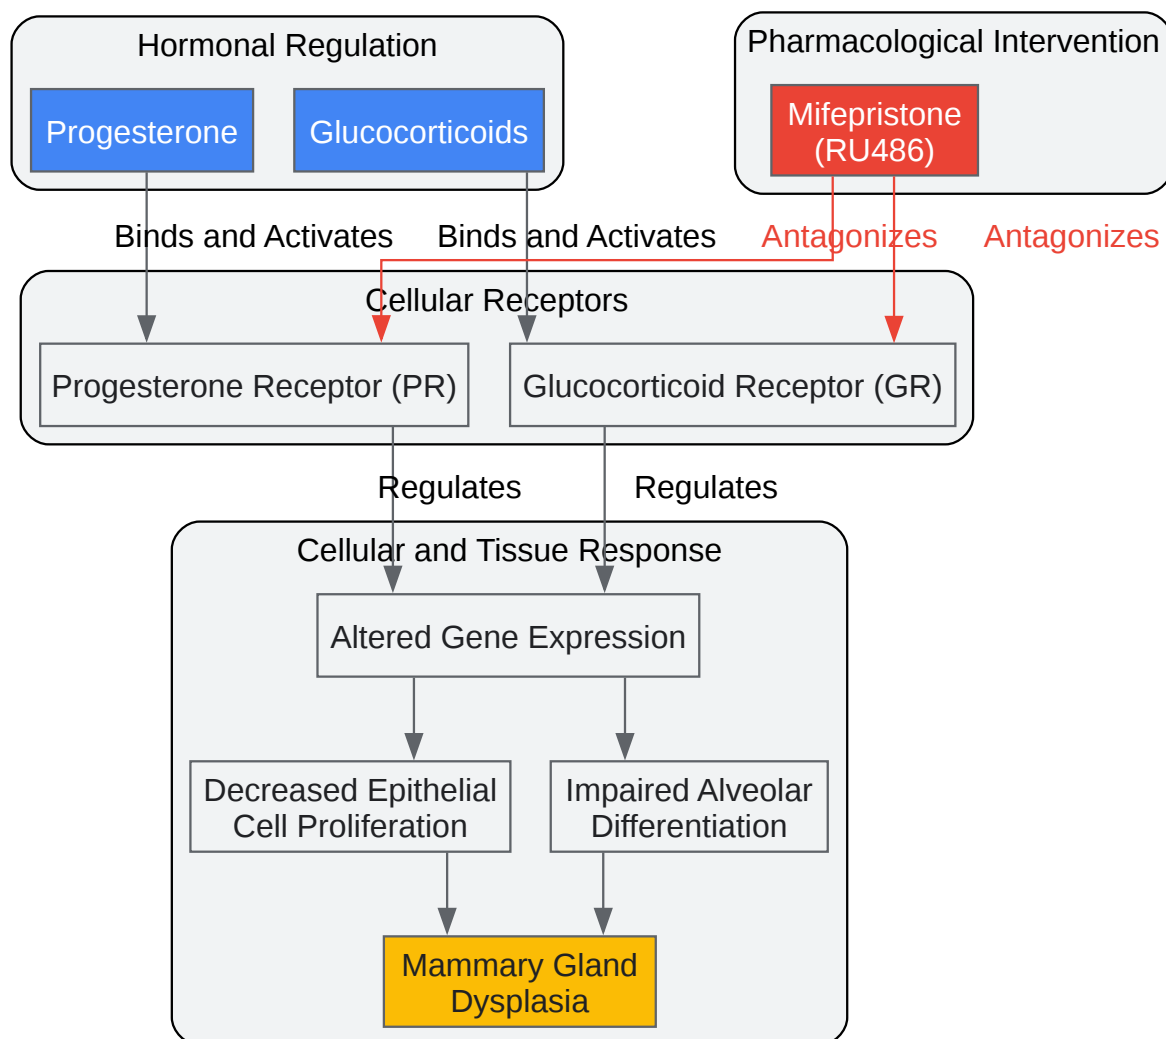 Hormonal Regulation
Pharmacological Intervention
Progesterone
Glucocorticoids
Mifepristone
(RU486)
Binds and Activates
Binds and Activates
Antagonizes
Antagonizes
Cellular Receptors
Progesterone Receptor (PR)
Glucocorticoid Receptor (GR)
Regulates
Regulates
Cellular and Tissue Response
Altered Gene Expression
Decreased Epithelial
Cell Proliferation
Impaired Alveolar
Differentiation
Mammary Gland
Dysplasia